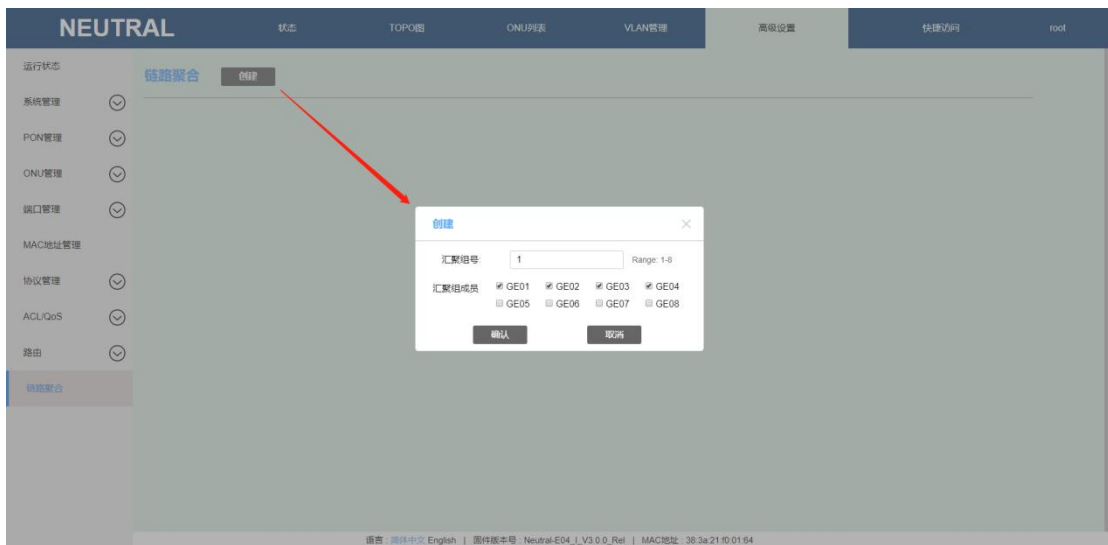 NEUTRAL 状态 TOPO图 ONU列表 VLAN管理 高级设置 快捷访问 root
运行状态
系统管理
PON管理
ONU管理
端口管理
MAC地址管理
协议管理
ACL/QoS
路由
链路聚合
链路聚合 创建
创建
汇聚组号 1 Range: 1-8
汇聚组成员 GE01 GE02 GE03 GE04
GE05 GE06 GE07 GE08
确认 取消
语言 : 简体中文 English | 固件版本号 : Neutral-E04_I_V3.0.0_Rel | MAC地址 : 38:3a:21:f0:01:64